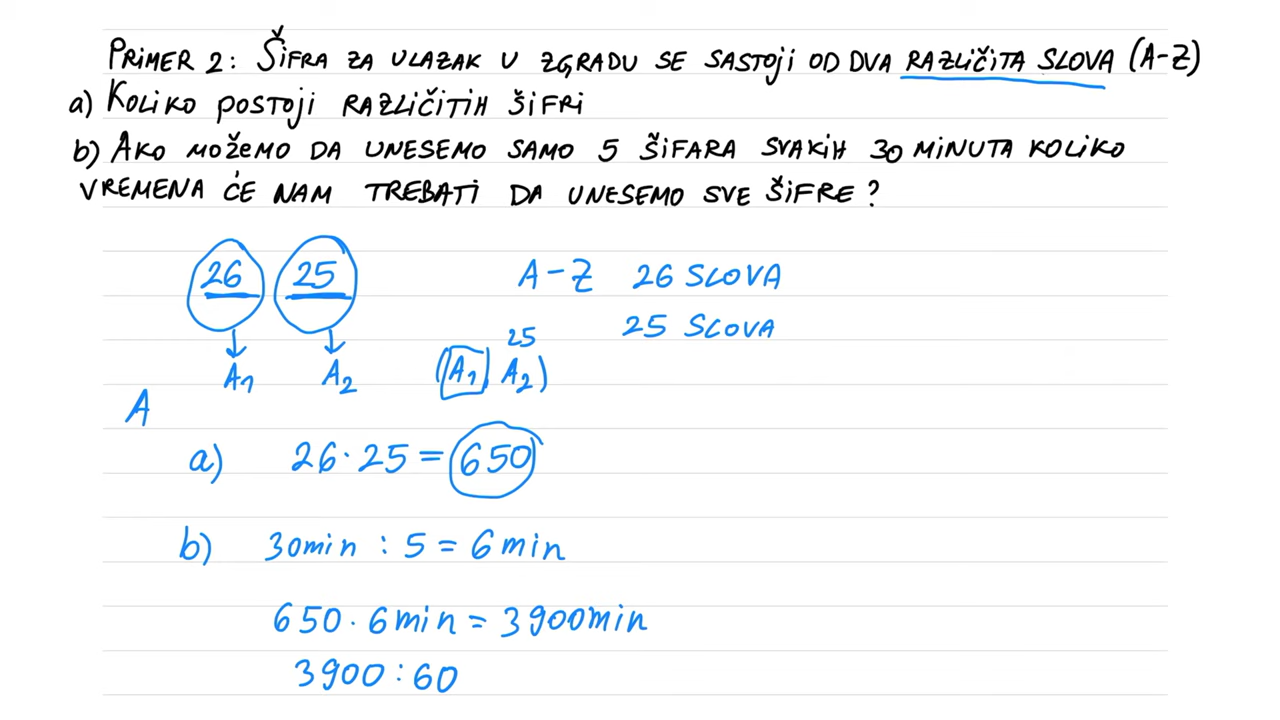 PRIMER 2: ŠIFRA ZA ULAZAK U ZGRADU SE SASTOJI OD DVA RAZLIČITA SLOVA (A-Z)
a) KOLIKO POSTOJI RAZLIČITIH ŠIFRI
b) AKO MOŽEMO DA UNESEMO SAMO 5 ŠIFARA SVAKIH 30 MINUTA KOLIKO
VREMENA ĆE NAM TREBATI DA UNESEMO SVE ŠIFRE?
26 25 A-Z 26 SLOVA
25 SLOVA
25
A1 A2 (A1 A2)
A
a) 26·25=650
b) 30min : 5 = 6min
650·6min=3900min
3900:60